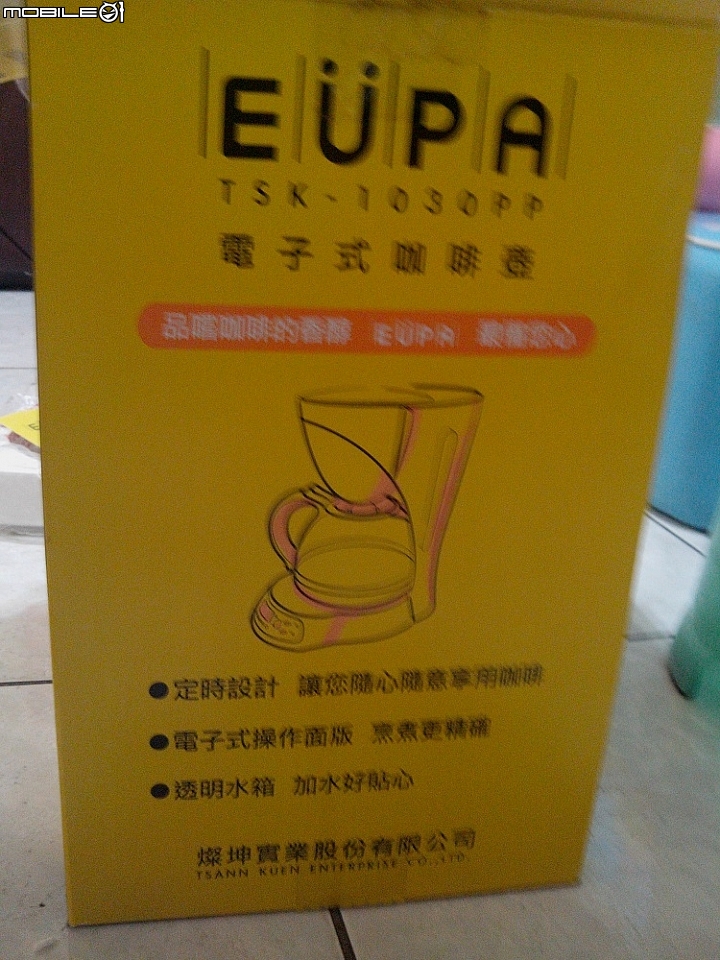 MOBILE01
EUPA
TSK-1030PP
電子式咖啡壺
品嚐咖啡的香醇 EUPA 最懂您心
定時設計 讓您隨心隨意享用咖啡
電子式操作面版 烹煮更精確
透明水箱 加水好貼心
燦坤實業股份有限公司
TSANN KUEN ENTERPRISE CO.,LTD.